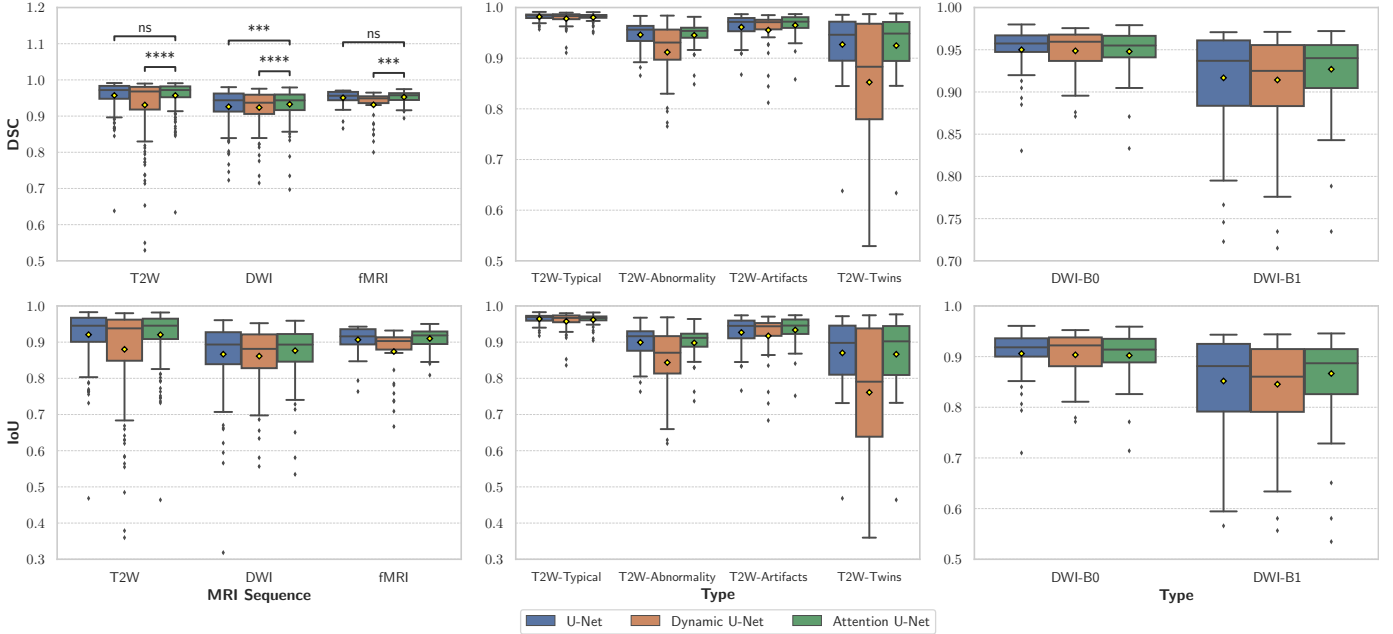 1.2
1.1
1.0
0.9
0.8
0.7
0.6
0.5
DSC
ns
****
***
****
ns
***
T2W
DWI
fMRI
1.0
0.9
0.8
0.7
0.6
0.5
T2W-Typical
T2W-Abnormality
T2W-Artifacts
T2W-Twins
1.00
0.95
0.90
0.85
0.80
0.75
0.70
DWI-B0
DWI-B1
1.0
0.9
0.8
0.7
0.6
0.5
0.4
0.3
IoU
T2W
DWI
fMRI
MRI Sequence
1.0
0.9
0.8
0.7
0.6
0.5
0.4
0.3
T2W-Typical
T2W-Abnormality
T2W-Artifacts
T2W-Twins
Type
1.0
0.9
0.8
0.7
0.6
0.5
DWI-B0
DWI-B1
Type
U-Net
Dynamic U-Net
Attention U-Net